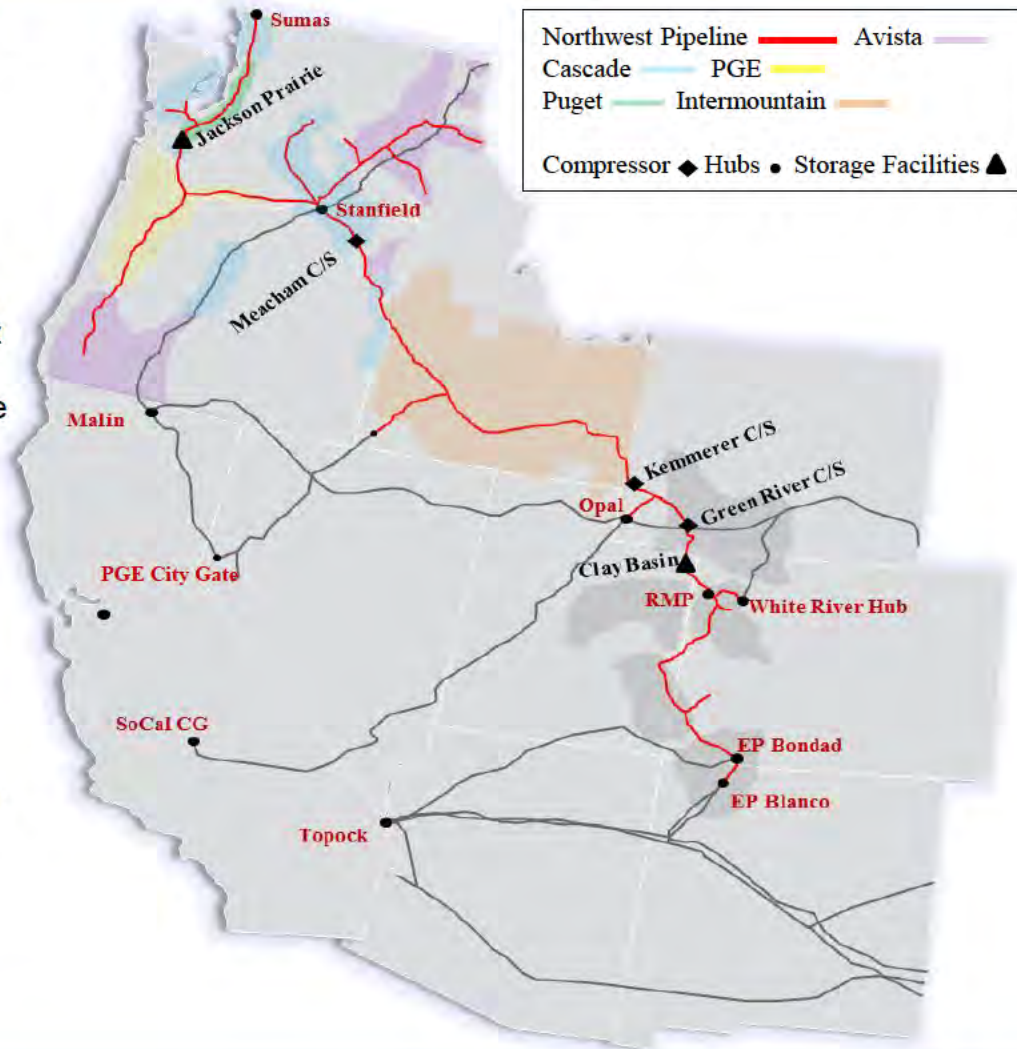 Northwest Pipeline Avista
Cascade PGE
Puget Intermountain
Compressor Hubs Storage Facilities
Sumas
Jackson Prairie
Stanfield
Meacham C/S
Malin
Kemmerer C/S
Green River C/S
Opal
PGE City Gate
Clay Basin
RMP
White River Hub
SoCal CG
EP Bondad
EP Blanco
Topock